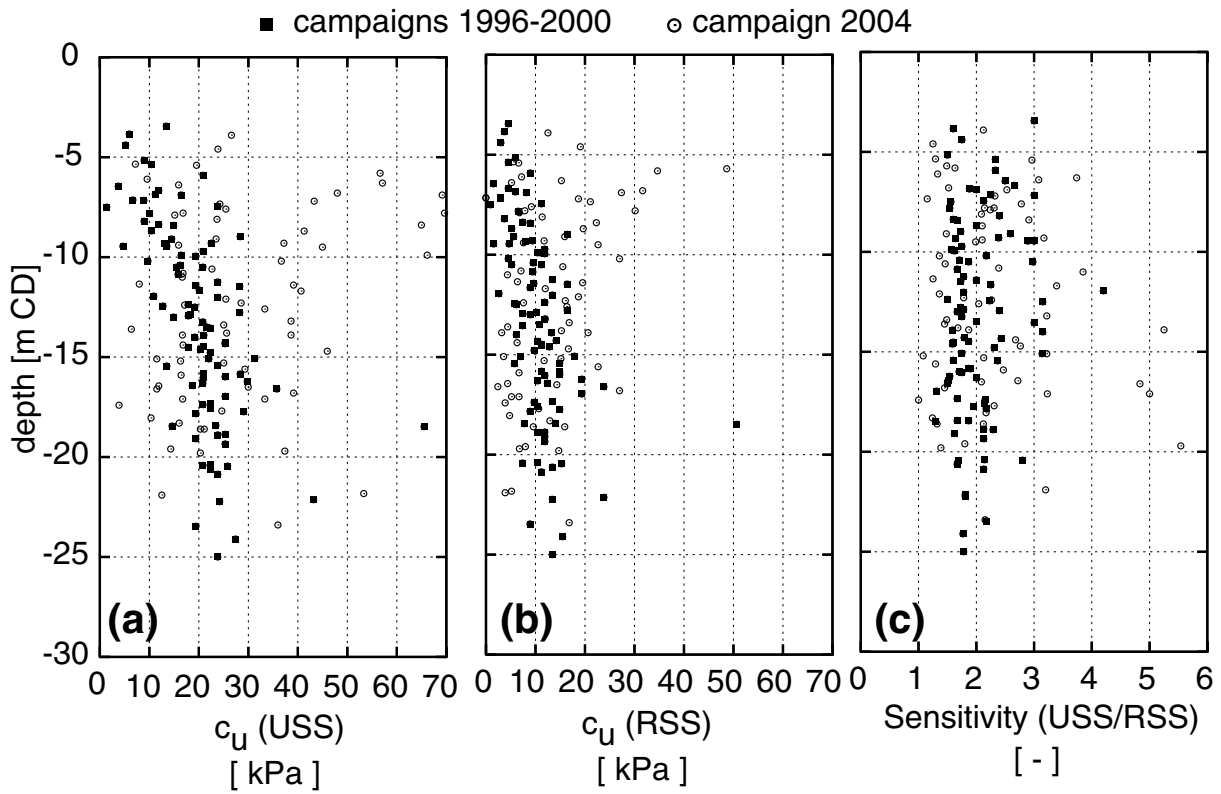 ■ campaigns 1996-2000 ⊙ campaign 2004
0
-5
-10
-15
-20
-25
-30
depth [m CD]
(a)
0 10 20 30 40 50 60 70
c_u (USS)
[ kPa ]
(b)
0 10 20 30 40 50 60 70
c_u (RSS)
[ kPa ]
(c)
0 1 2 3 4 5 6
Sensitivity (USS/RSS)
[ - ]